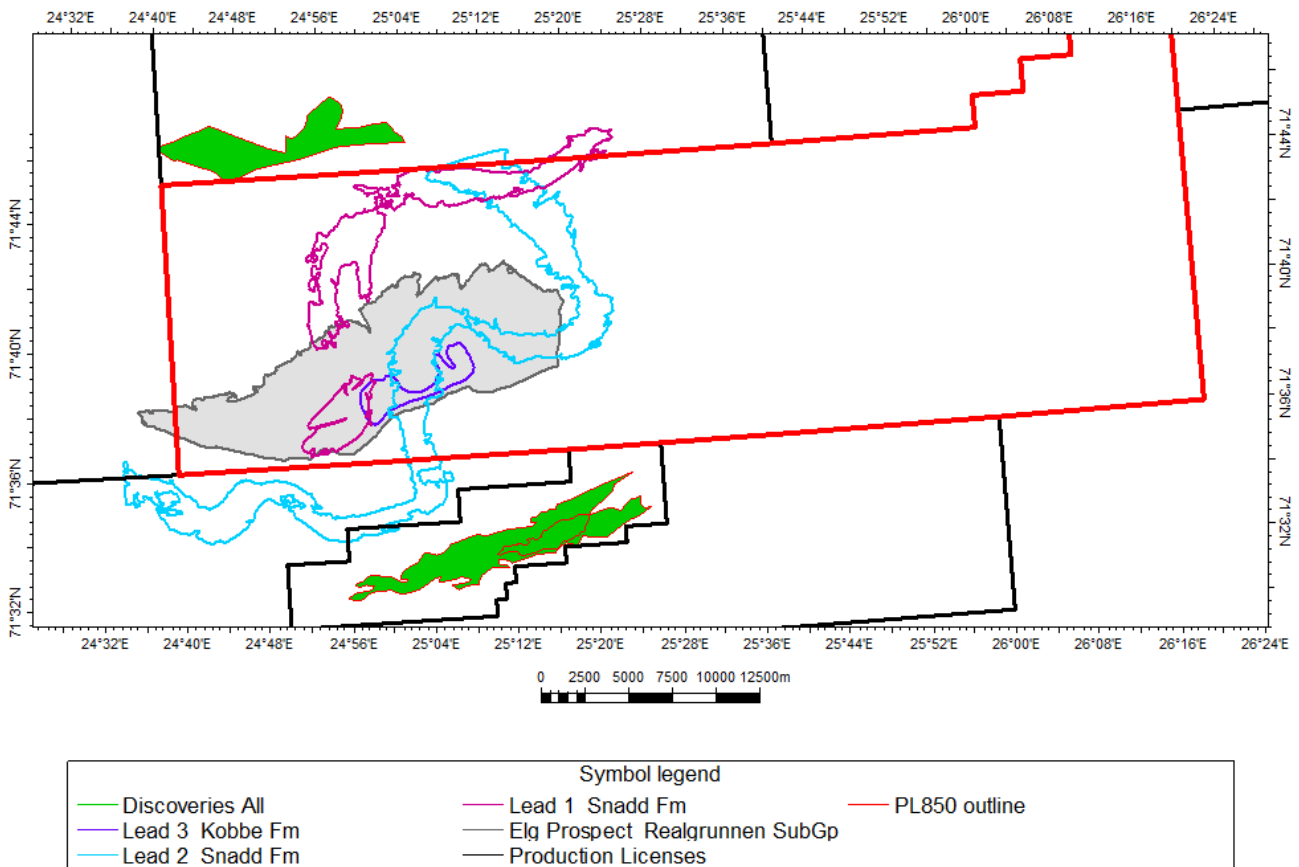 24°32'E 24°40'E 24°48'E 24°56'E 25°04'E 25°12'E 25°20'E 25°28'E 25°36'E 25°44'E 25°52'E 26°00'E 26°08'E 26°16'E 26°24'E
71°44'N
71°44'N
71°40'N
71°40'N
71°36'N
71°36'N
71°32'N
71°32'N
24°32'E 24°40'E 24°48'E 24°56'E 25°04'E 25°12'E 25°20'E 25°28'E 25°36'E 25°44'E 25°52'E 26°00'E 26°08'E 26°16'E 26°24'E
0 2500 5000 7500 10000 12500m
Symbol legend
Discoveries All Lead 1 Snadd Fm PL850 outline
Lead 3 Kobbe Fm Elg Prospect Realgrunnen SubGp
Lead 2 Snadd Fm Production Licenses